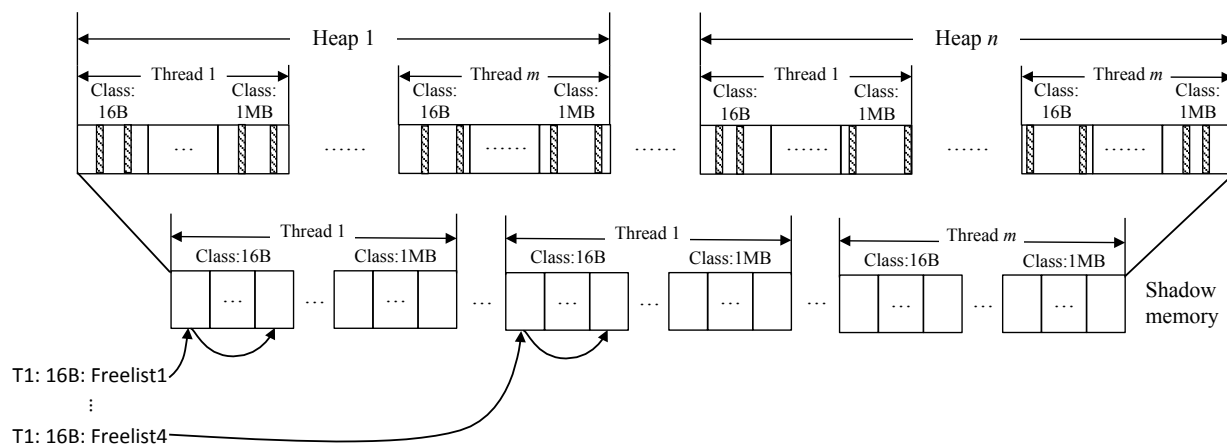 Heap 1 Heap n
Thread 1 Thread m Thread 1 Thread m
Class: Class: Class: Class: Class: Class: Class: Class:
16B 1MB 16B 1MB 16B 1MB 16B 1MB
... ...... ...... ...... ...... ...... ......
Thread 1 Thread 1 Thread m
Class:16B Class:1MB Class:16B Class:1MB Class:16B Class:1MB
... ... ... ... ... ... ... ... ... ... ...
Shadow
memory
T1: 16B: Freelist1
...
T1: 16B: Freelist4